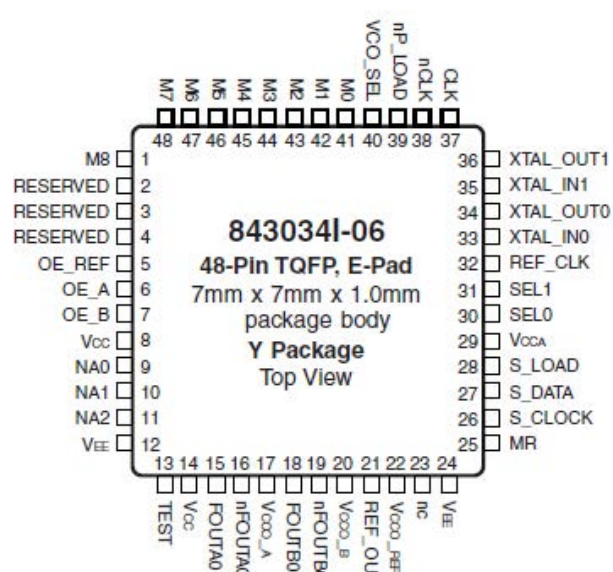 M7
M6
M5
M4
M3
M2
M1
M0
VCO_SEL
nP_LOAD
nCLK
CLK
48 47 46 45 44 43 42 41 40 39 38 37
M8 1
RESERVED 2
RESERVED 3
RESERVED 4
OE_REF 5
OE_A 6
OE_B 7
VCC 8
NA0 9
NA1 10
NA2 11
VEE 12
843034I-06
48-Pin TQFP, E-Pad
7mm x 7mm x 1.0mm
package body
Y Package
Top View
36 XTAL_OUT1
35 XTAL_IN1
34 XTAL_OUT0
33 XTAL_IN0
32 REF_CLK
31 SEL1
30 SEL0
29 VCCA
28 S_LOAD
27 S_DATA
26 S_CLOCK
25 MR
13 14 15 16 17 18 19 20 21 22 23 24
TEST
VCC
FOUTA0
nFOUTA0
VCCO_A
FOUTB0
nFOUTB
VCCO_B
REF_OU
VCCO_REF
nc
VEE